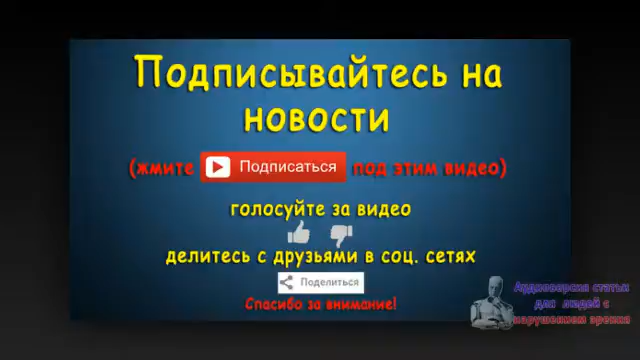 Подписывайтесь на
новости
(жмите Подписаться под этим видео)
голосуйте за видео
делитесь с друзьями в соц. сетях
Поделиться
Спасибо за внимание!
Аудиоверсия статьи
для людей с
нарушением зрения